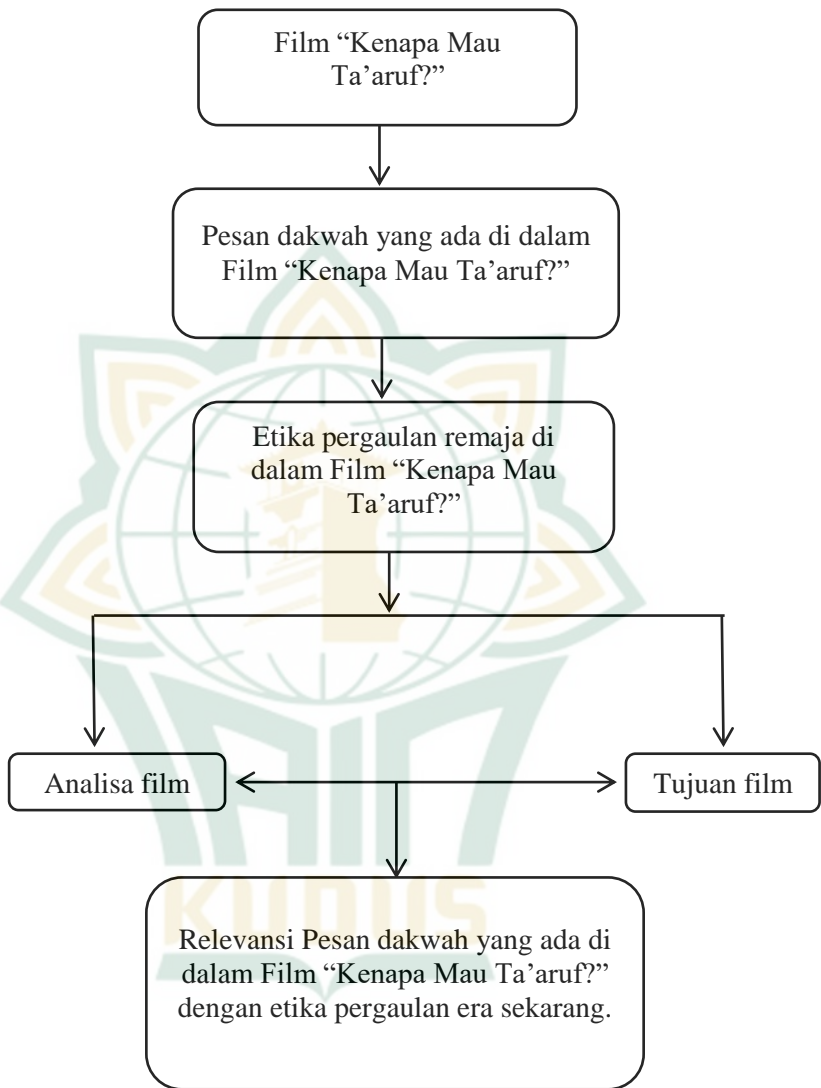 Film “Kenapa Mau
Ta’aruf?”
Pesan dakwah yang ada di dalam
Film “Kenapa Mau Ta’aruf?”
Etika pergaulan remaja di
dalam Film “Kenapa Mau
Ta’aruf?”
Analisa film
Tujuan film
IAIN
KUDUS
Relevansi Pesan dakwah yang ada di
dalam Film “Kenapa Mau Ta’aruf?”
dengan etika pergaulan era sekarang.